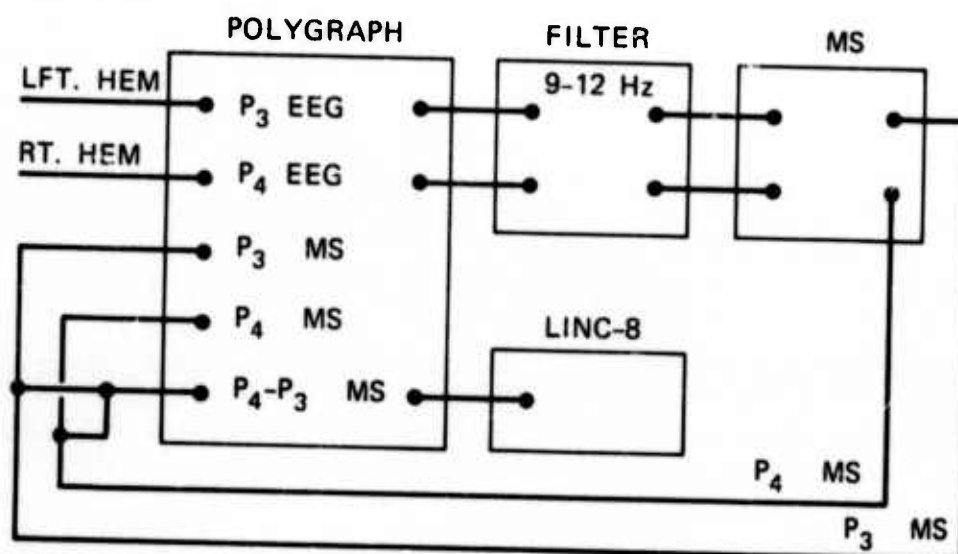 POLYGRAPH
FILTER
MS
LFT. HEM
P3 EEG
9-12 Hz
RT. HEM
P4 EEG
P3 MS
P4 MS
LINC-8
P4-P3 MS
P4 MS
P3 MS